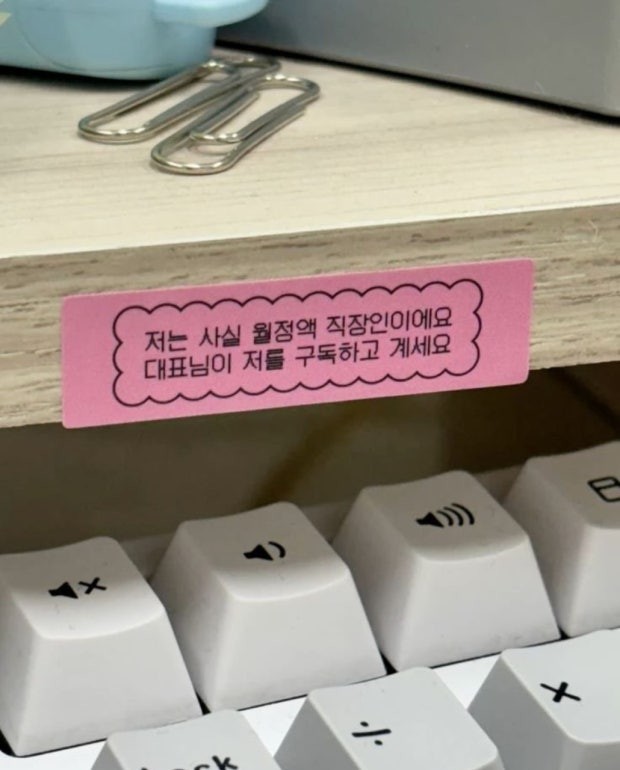 저는 사실 월정액 직장인이에요
대표님이 저를 구독하고 계세요
÷
×